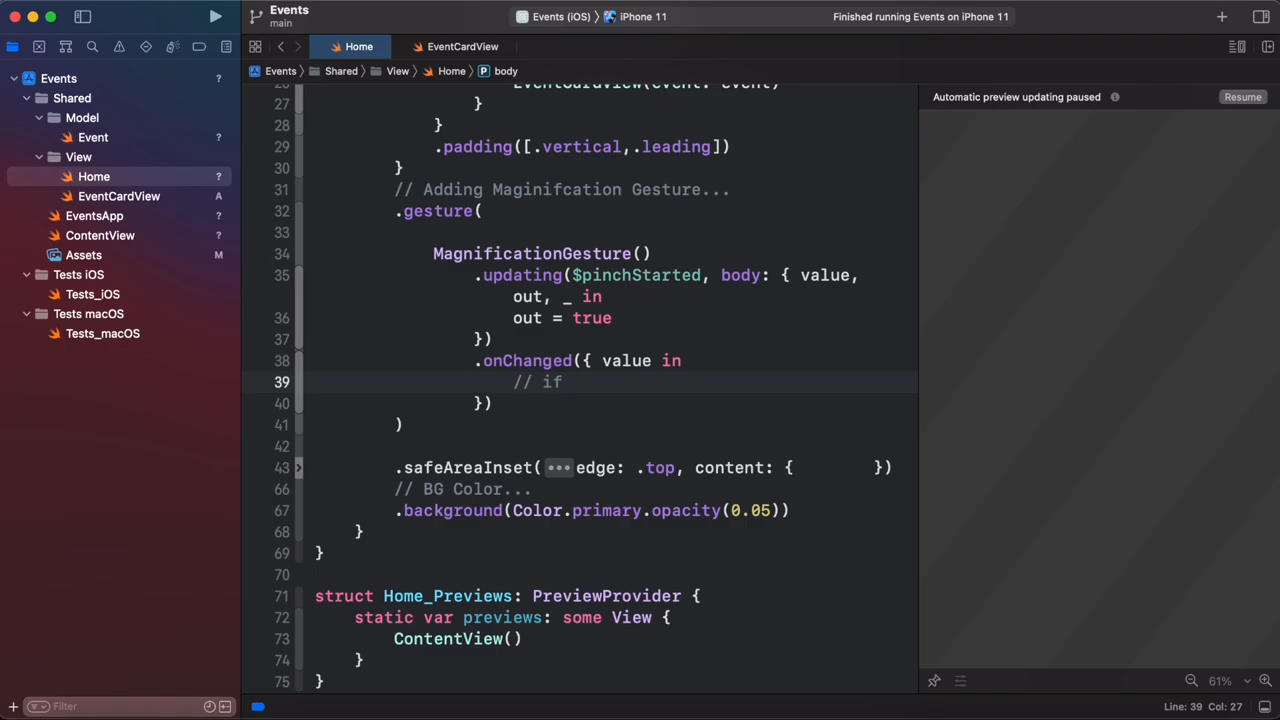 Events
main
Events (iOS) 〉 iPhone 11
Finished running Events on iPhone 11
Home
EventCardView
Events 〉 Shared 〉 View 〉 Home 〉 P body
Events ?
Shared
Model
Event ?
View
Home ?
EventCardView A
EventsApp ?
ContentView ?
Assets M
Tests iOS
Tests_iOS
Tests macOS
Tests_macOS
Filter
26 EventCardView(event: event)
27 }
28 }
29 .padding([.vertical,.leading])
30 }
31 // Adding Maginifcation Gesture...
32 .gesture(
33
34 MagnificationGesture()
35 .updating($pinchStarted, body: { value,
out, _ in
36 out = true
37 })
38 .onChanged({ value in
39 // if
40 })
41 )
42
43 .safeAreaInset(•••edge: .top, content: { })
66 // BG Color...
67 .background(Color.primary.opacity(0.05))
68 }
69 }
70
71 struct Home_Previews: PreviewProvider {
72 static var previews: some View {
73 ContentView()
74 }
75 }
Automatic preview updating paused
Resume
61%
Line: 39 Col: 27